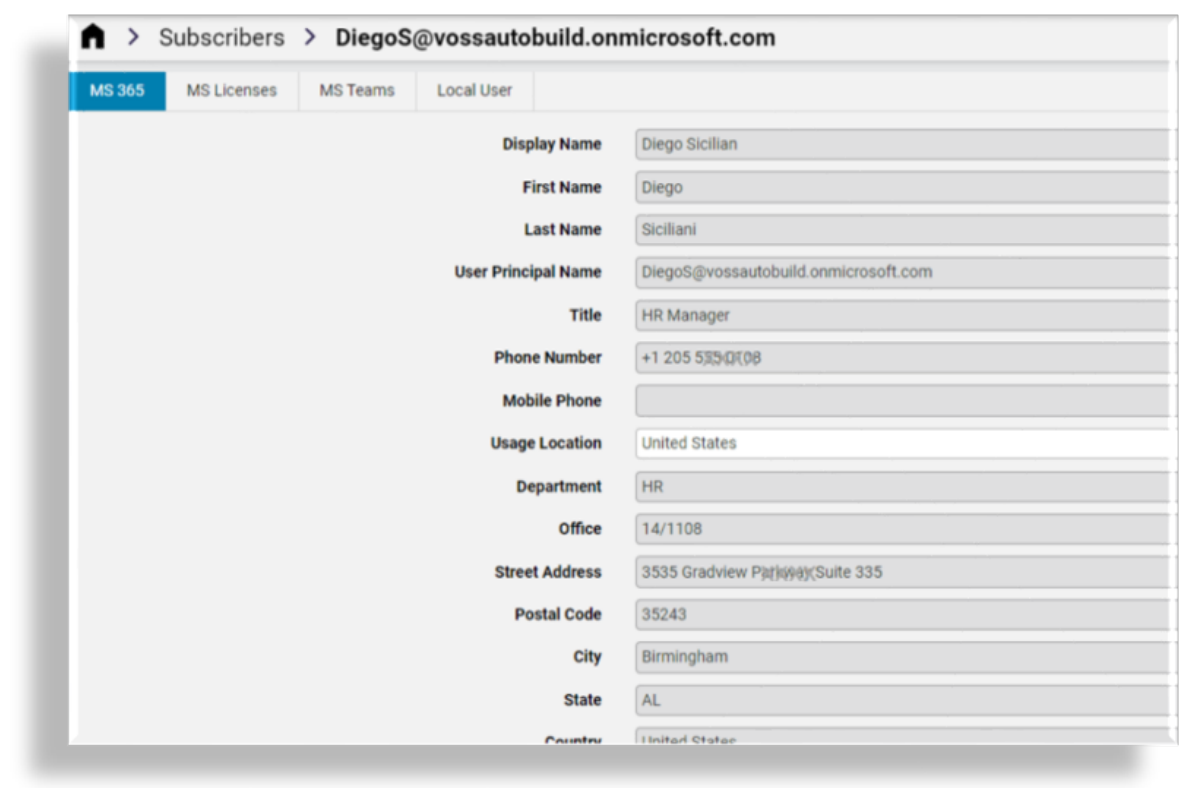 Subscribers > DiegoS@vossautobuild.onmicrosoft.com
MS 365 MS Licenses MS Teams Local User
Display Name Diego Sicilian
First Name Diego
Last Name Siciliani
User Principal Name DiegoS@vossautobuild.onmicrosoft.com
Title HR Manager
Phone Number +1 205
Mobile Phone
Usage Location United States
Department HR
Office 14/1108
Street Address 3535 Gradview Suite 335
Postal Code 35243
City Birmingham
State AL
Country United States